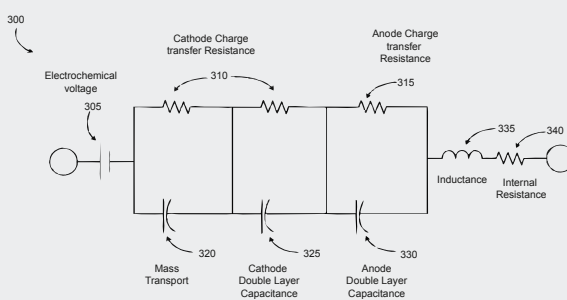 300
Cathode Charge
transfer Resistance
Anode Charge
transfer
Resistance
Electrochemical
voltage
310
315
305
335
340
Inductance
Internal
Resistance
320
325
330
Mass
Transport
Cathode
Double Layer
Capacitance
Anode
Double Layer
Capacitance